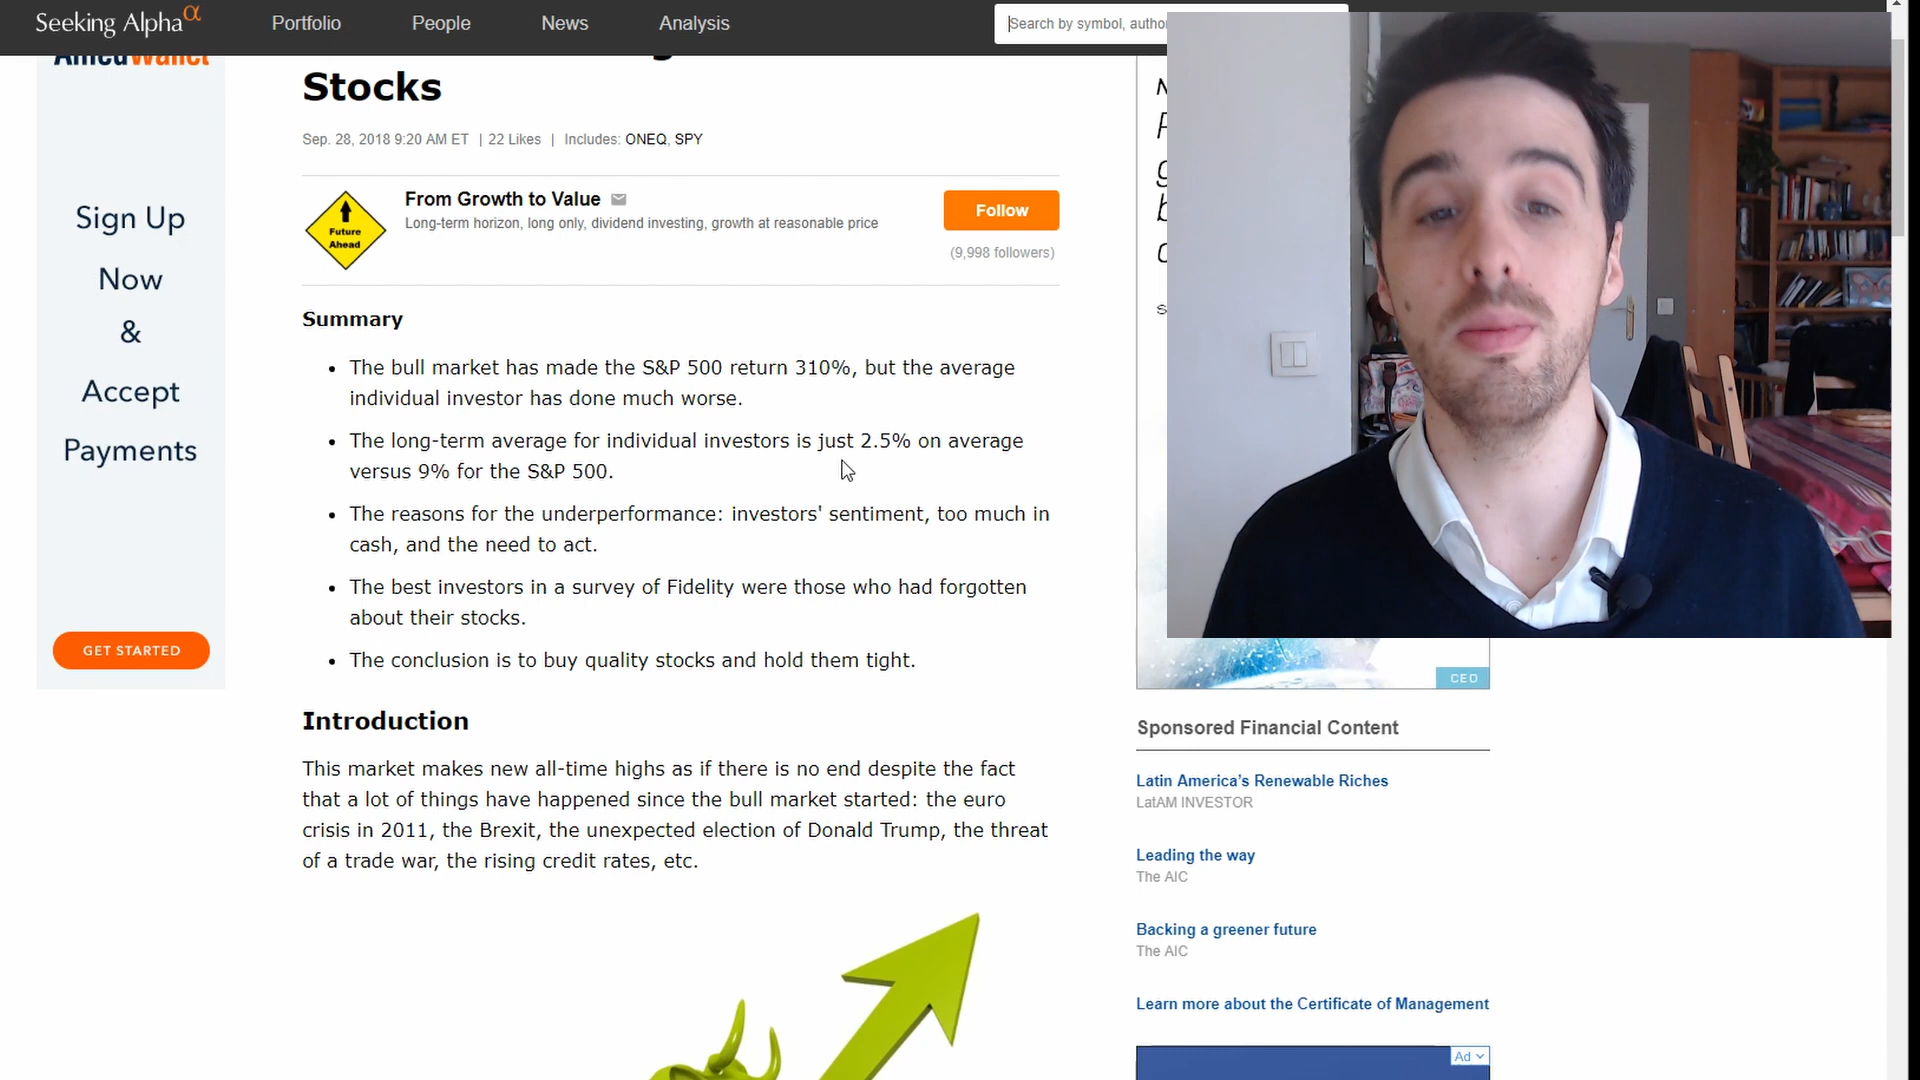 Seeking Alpha α
Portfolio
People
News
Analysis
Search by symbol, autho
Stocks
Sep. 28, 2018 9:20 AM ET | 22 Likes | Includes: ONEQ, SPY
Future
Ahead
From Growth to Value
Long-term horizon, long only, dividend investing, growth at reasonable price
Follow
(9,998 followers)
Sign Up
Now
&
Accept
Payments
GET STARTED
Summary
• The bull market has made the S&P 500 return 310%, but the average
individual investor has done much worse.
• The long-term average for individual investors is just 2.5% on average
versus 9% for the S&P 500.
• The reasons for the underperformance: investors' sentiment, too much in
cash, and the need to act.
• The best investors in a survey of Fidelity were those who had forgotten
about their stocks.
• The conclusion is to buy quality stocks and hold them tight.
Introduction
This market makes new all-time highs as if there is no end despite the fact
that a lot of things have happened since the bull market started: the euro
crisis in 2011, the Brexit, the unexpected election of Donald Trump, the threat
of a trade war, the rising credit rates, etc.
CEO
Sponsored Financial Content
Latin America’s Renewable Riches
LatAM INVESTOR
Leading the way
The AIC
Backing a greener future
The AIC
Learn more about the Certificate of Management
Ad